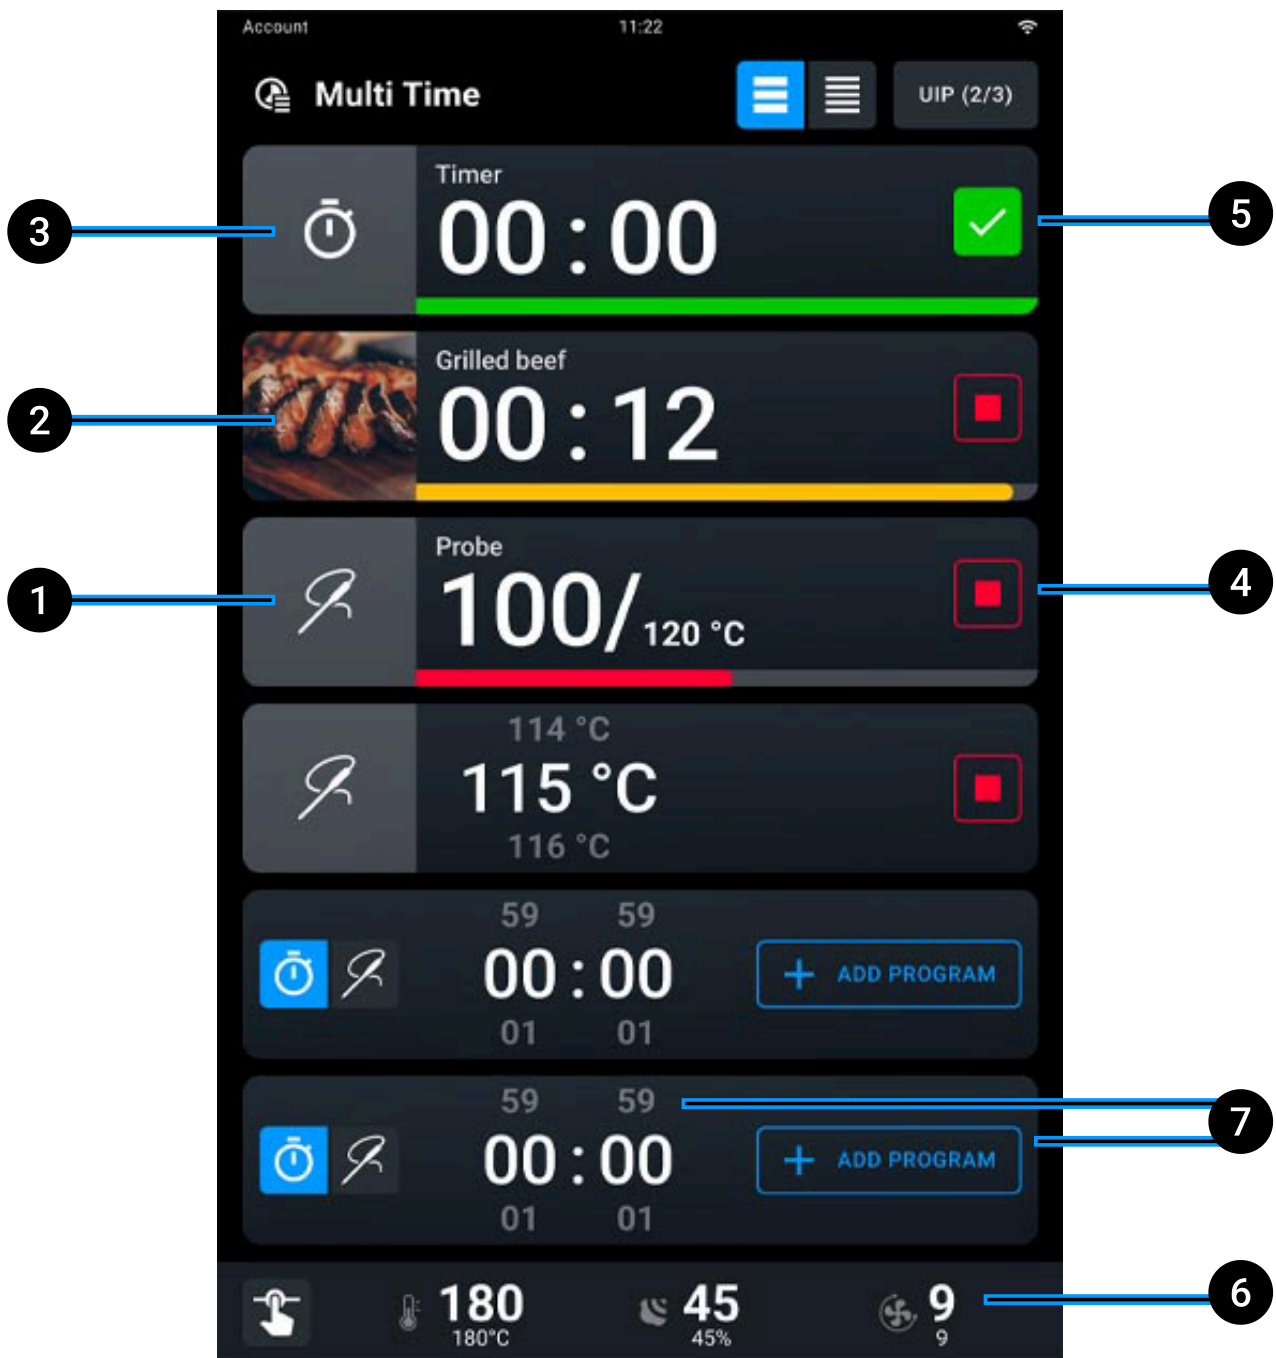 Account 11:22
Multi Time UIP (2/3)
Timer
3 00:00 5
Grilled beef
2 00:12
Probe
1 100/120 °C 4
114 °C
115 °C
116 °C
59 59
00:00 + ADD PROGRAM
01 01
59 59
00:00 + ADD PROGRAM 7
01 01
180 45 9 6
180°C 45% 9